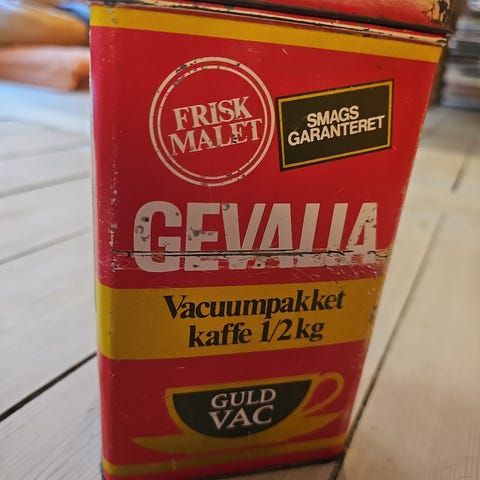 FRISK
MALET
SMAGS
GARANTERET
GEVALIA
Vacuumpakket
kaffe 1/2 kg
GULD
VAC